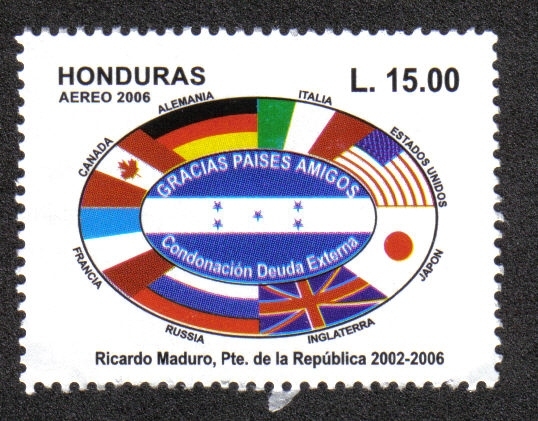 HONDURAS
L. 15.00
AEREO 2006
ALEMANIA
ITALIA
CANADA
ESTADOS UNIDOS
GRACIAS PAISES AMIGOS
Condonación Deuda Externa
FRANCIA
JAPON
RUSSIA
INGLATERRA
Ricardo Maduro, Pte. de la República 2002-2006